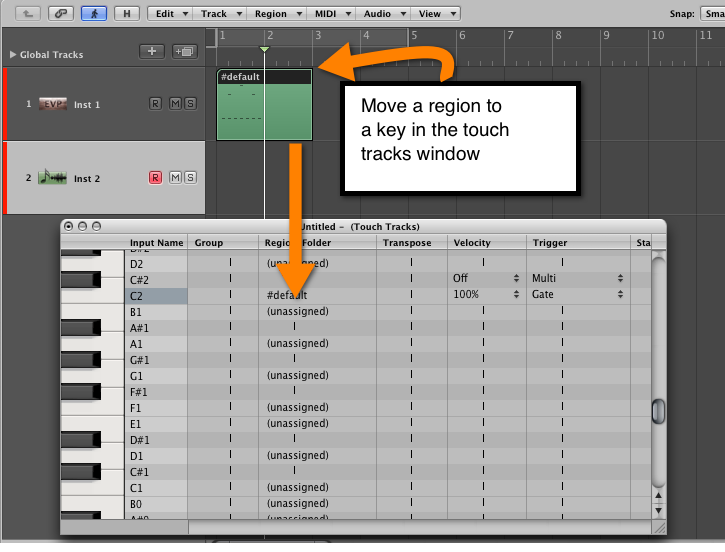 H Edit Track Region MIDI Audio View Snap: Sma
Global Tracks
1 2 3 4 5 6 7 8 9 10 11
#default
1 EVP Inst 1 R M S
2 Inst 2 R M S
Move a region to
a key in the touch
tracks window
Untitled - (Touch Tracks)
Input Name Group Region Folder Transpose Velocity Trigger Sta
D#2
D2 (unassigned)
C#2 Off Multi
C2 #default 100% Gate
B1 (unassigned)
A#1
A1 (unassigned)
G#1
G1 (unassigned)
F#1
F1 (unassigned)
E1 (unassigned)
D#1
D1 (unassigned)
C#1
C1 (unassigned)
B0 (unassigned)
A#0 (unassigned)